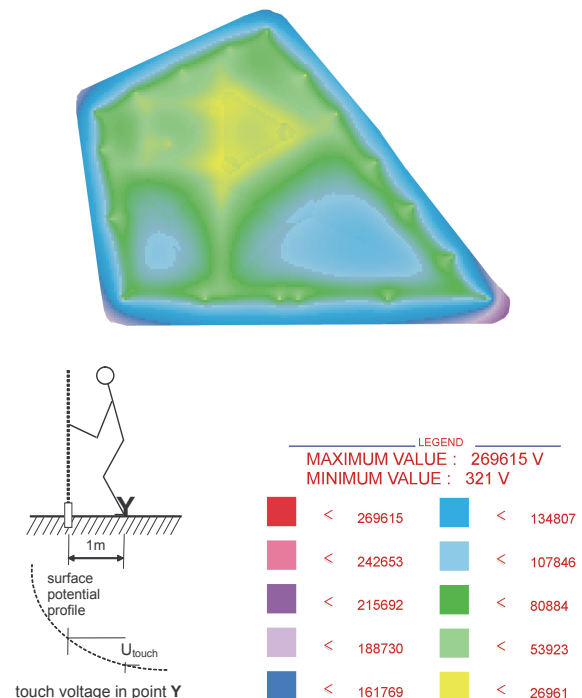 Y
1m
surface
potential
profile
Utouch
touch voltage in point Y
LEGEND
MAXIMUM VALUE : 269615 V
MINIMUM VALUE : 321 V
< 269615 < 134807
< 242653 < 107846
< 215692 < 80884
< 188730 < 53923
< 161769 < 26961